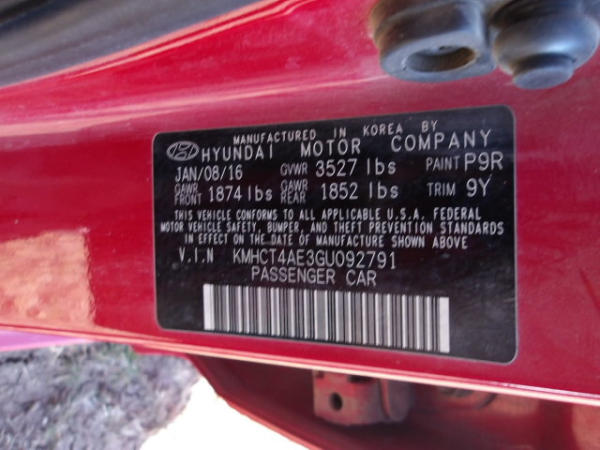 MANUFACTURED IN KOREA BY
HYUNDAI MOTOR COMPANY
JAN/08/16 GVWR 3527 lbs PAINT P9R
GAWR FRONT 1874 lbs GAWR REAR 1852 lbs TRIM 9Y
THIS VEHICLE CONFORMS TO ALL APPLICABLE U.S.A. FEDERAL
MOTOR VEHICLE SAFETY, BUMPER, AND THEFT PREVENTION STANDARDS
IN EFFECT ON THE DATE OF MANUFACTURE SHOWN ABOVE.
V.I.N KMHCT4AE3GU092791
PASSENGER CAR